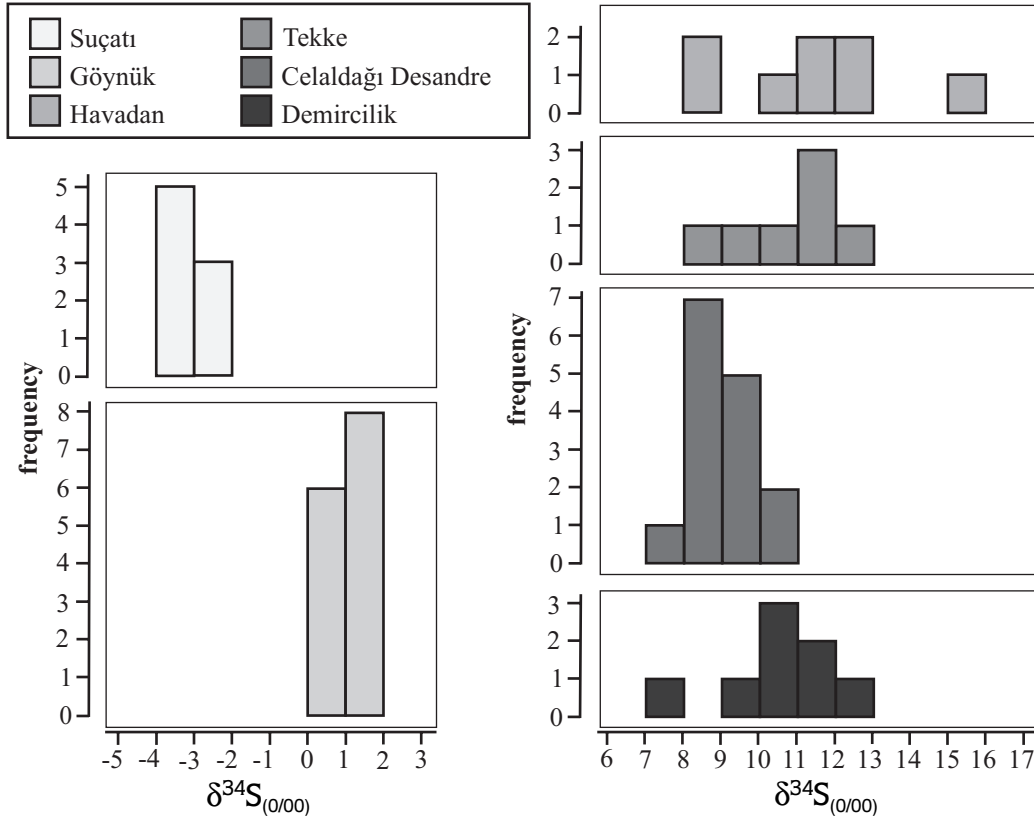 Suçatı
Göynük
Havadan
Tekke
Celaldağı Desandre
Demircilik
frequency
5
4
3
2
1
0
8
7
6
5
4
3
2
1
0
-5 -4 -3 -2 -1 0 1 2 3
δ34S(0/00)
frequency
2
1
0
3
2
1
0
7
6
5
4
3
2
1
0
3
2
1
0
6 7 8 9 10 11 12 13 14 15 16 17
δ34S(0/00)